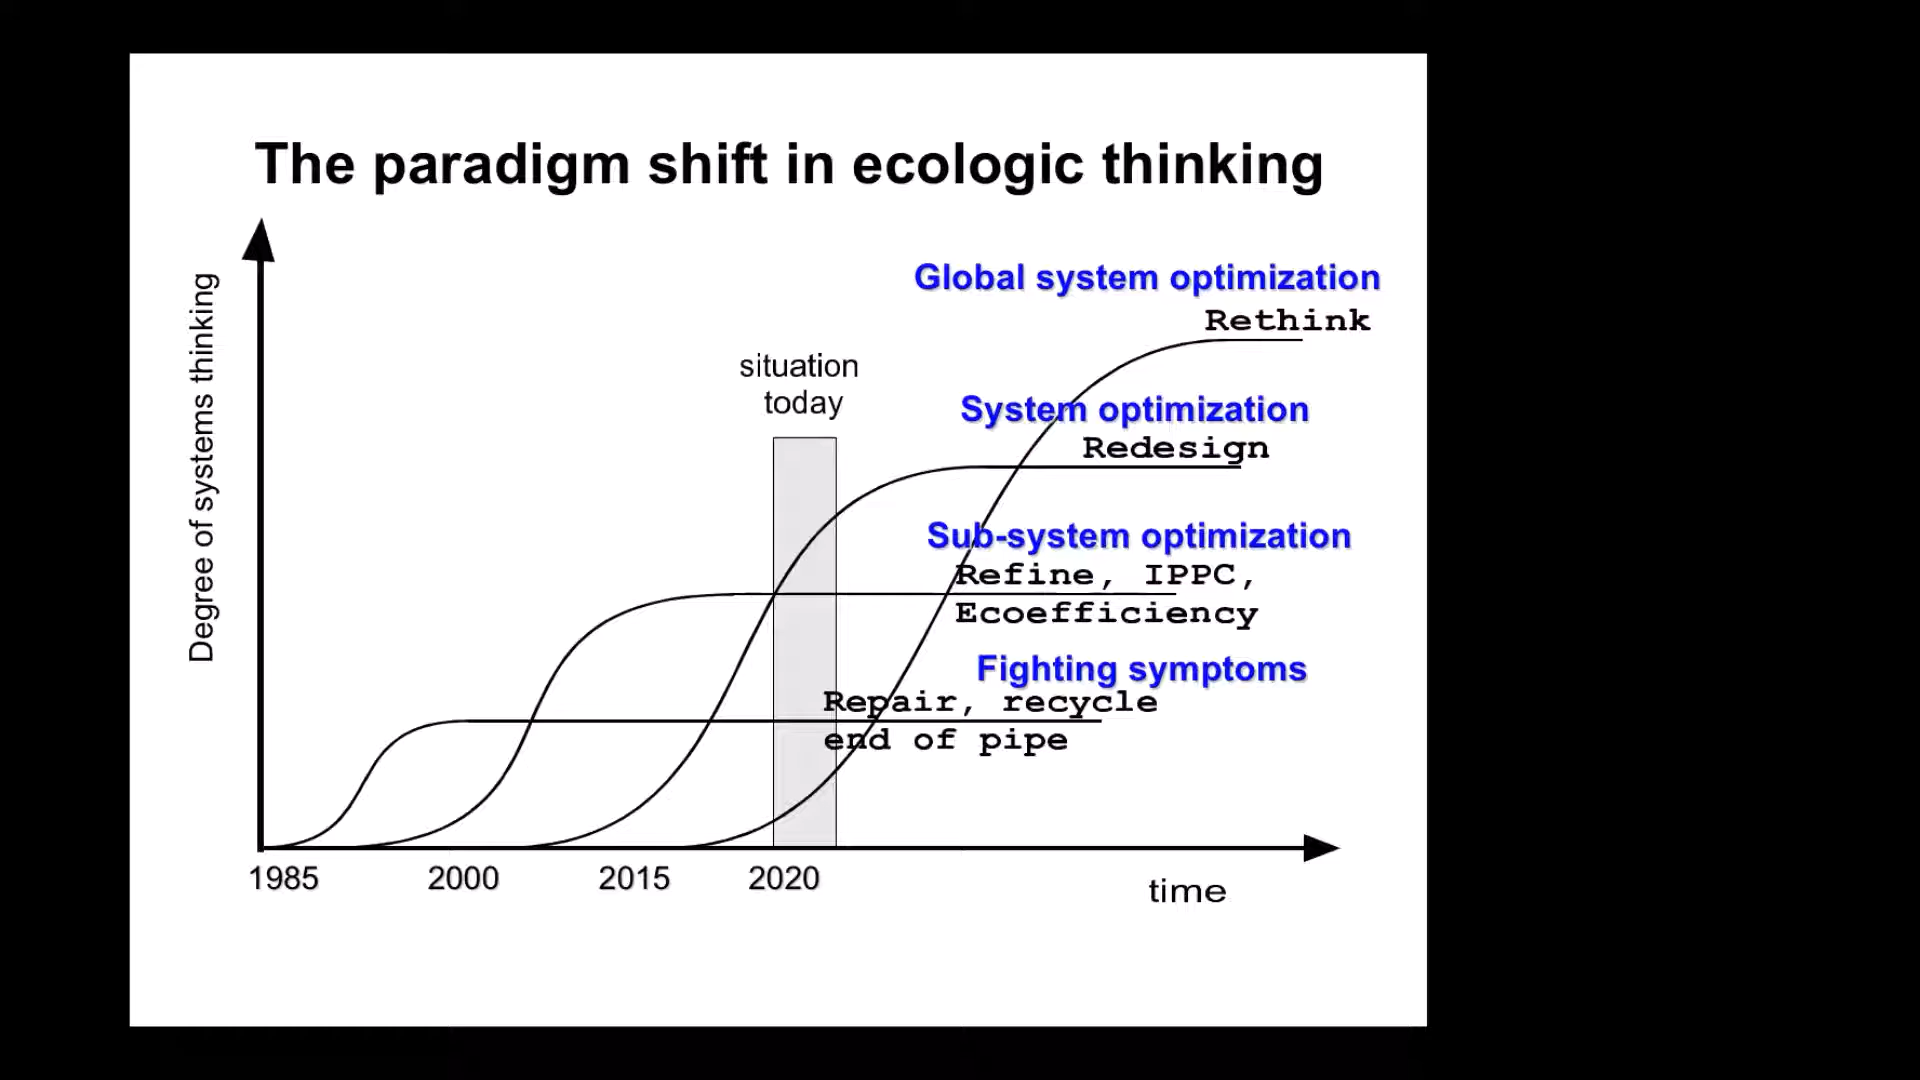 The paradigm shift in ecologic thinking
Degree of systems thinking
Global system optimization
Rethink
situation
today
System optimization
Redesign
Sub-system optimization
Refine, IPPC,
Ecoefficiency
Fighting symptoms
Repair, recycle
end of pipe
1985 2000 2015 2020
time